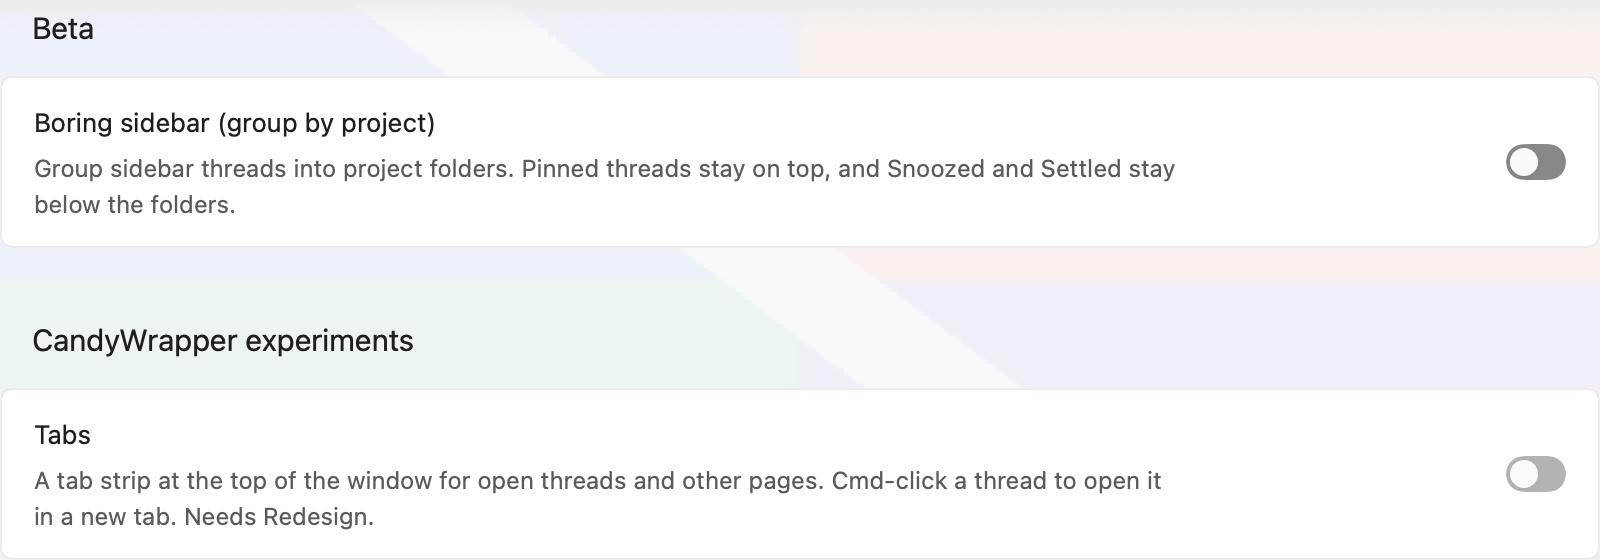 Beta
Boring sidebar (group by project)
Group sidebar threads into project folders. Pinned threads stay on top, and Snoozed and Settled stay
below the folders.
CandyWrapper experiments
Tabs
A tab strip at the top of the window for open threads and other pages. Cmd-click a thread to open it
in a new tab. Needs Redesign.